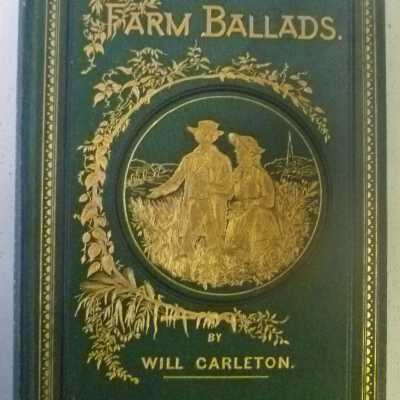 FARM BALLADS.
BY
WILL CARLETON.